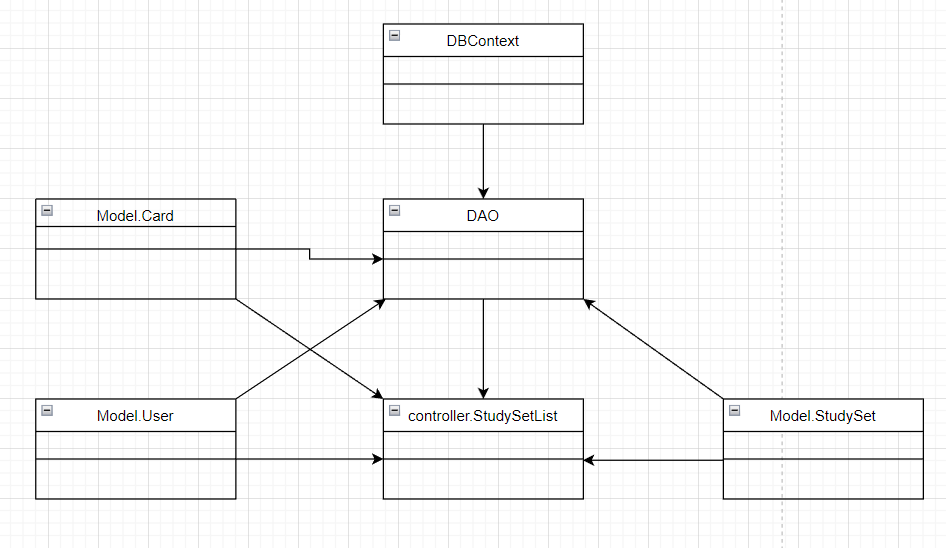 DBContext
Model.Card
DAO
Model.User
controller.StudySetList
Model.StudySet